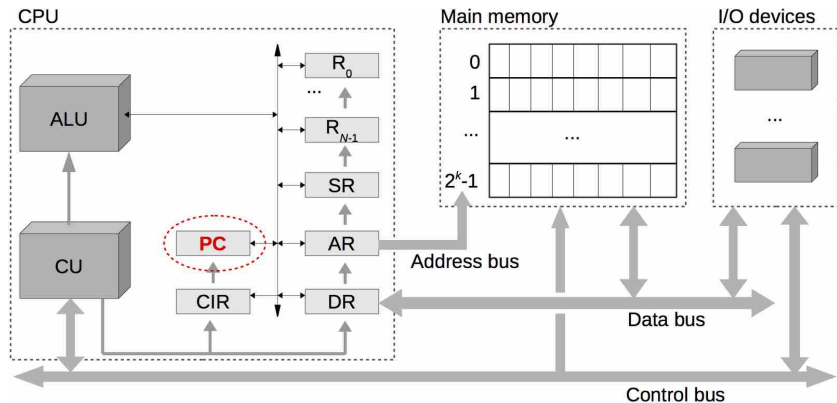 CPU
Main memory
I/O devices
ALU
CU
PC
CIR
R0
...
RN-1
SR
AR
DR
0
1
...
...
2^k-1
...
Address bus
Data bus
Control bus